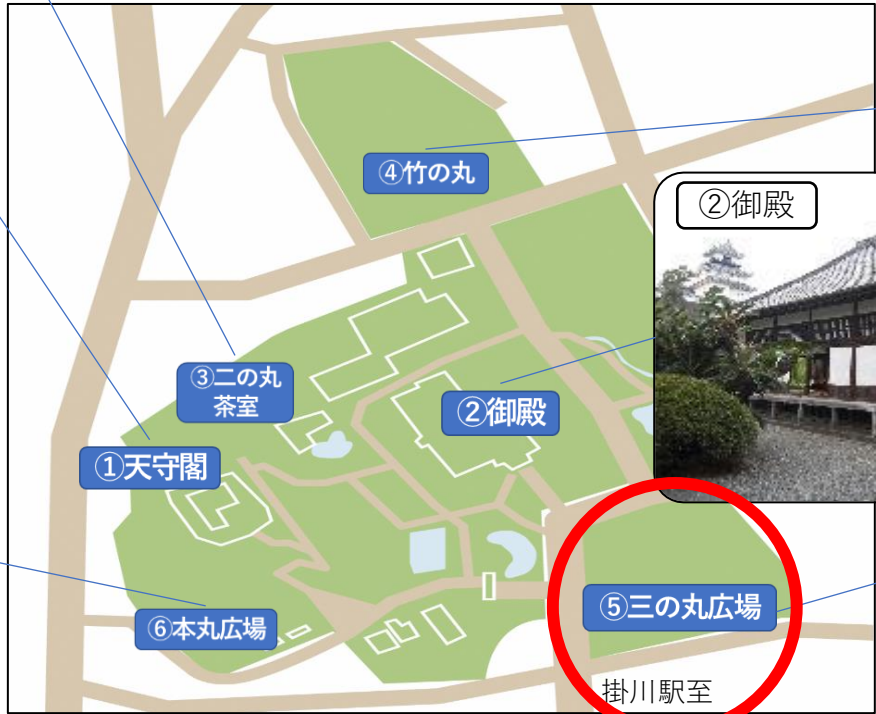 ④竹の丸
②御殿
③二の丸
茶室
②御殿
①天守閣
⑤三の丸広場
⑥本丸広場
掛川駅至